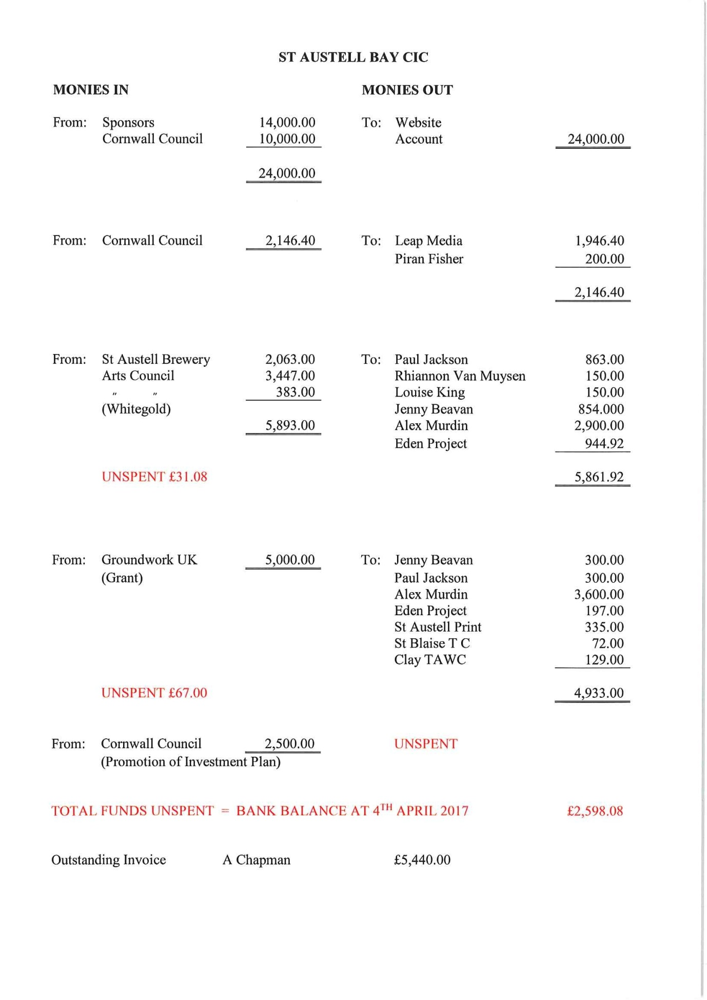 ST AUSTELL BAY CIC
MONIES IN MONIES OUT
From: Sponsors 14,000.00 To: Website
Cornwall Council 10,000.00 Account 24,000.00
24,000.00
From: Cornwall Council 2,146.40 To: Leap Media 1,946.40
Piran Fisher 200.00
2,146.40
From: St Austell Brewery 2,063.00 To: Paul Jackson 863.00
Arts Council 3,447.00 Rhiannon Van Muysen 150.00
" " 383.00 Louise King 150.00
(Whitegold) Jenny Beavan 854.000
5,893.00 Alex Murdin 2,900.00
Eden Project 944.92
UNSPENT £31.08 5,861.92
From: Groundwork UK 5,000.00 To: Jenny Beavan 300.00
(Grant) Paul Jackson 300.00
Alex Murdin 3,600.00
Eden Project 197.00
St Austell Print 335.00
St Blaise T C 72.00
Clay TAWC 129.00
UNSPENT £67.00 4,933.00
From: Cornwall Council 2,500.00 UNSPENT
(Promotion of Investment Plan)
TOTAL FUNDS UNSPENT = BANK BALANCE AT 4TH APRIL 2017 £2,598.08
Outstanding Invoice A Chapman £5,440.00